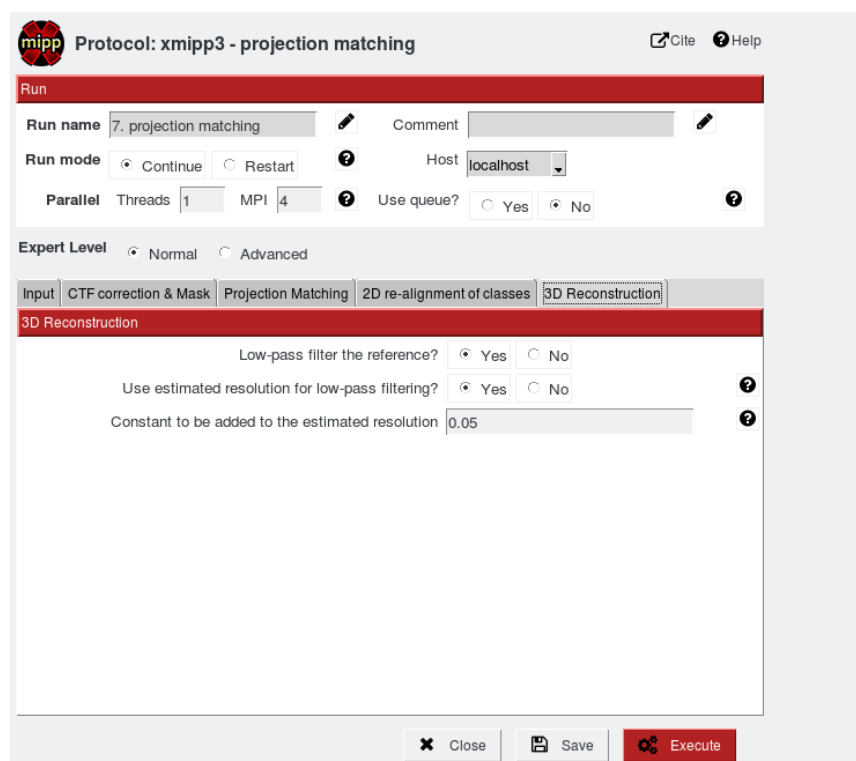 mipp Protocol: xmipp3 - projection matching Cite Help
Run
Run name 7. projection matching Comment
Run mode Continue Restart Host localhost
Parallel Threads 1 MPI 4 Use queue? Yes No
Expert Level Normal Advanced
Input CTF correction & Mask Projection Matching 2D re-alignment of classes 3D Reconstruction
3D Reconstruction
Low-pass filter the reference? Yes No
Use estimated resolution for low-pass filtering? Yes No
Constant to be added to the estimated resolution 0.05
Close Save Execute